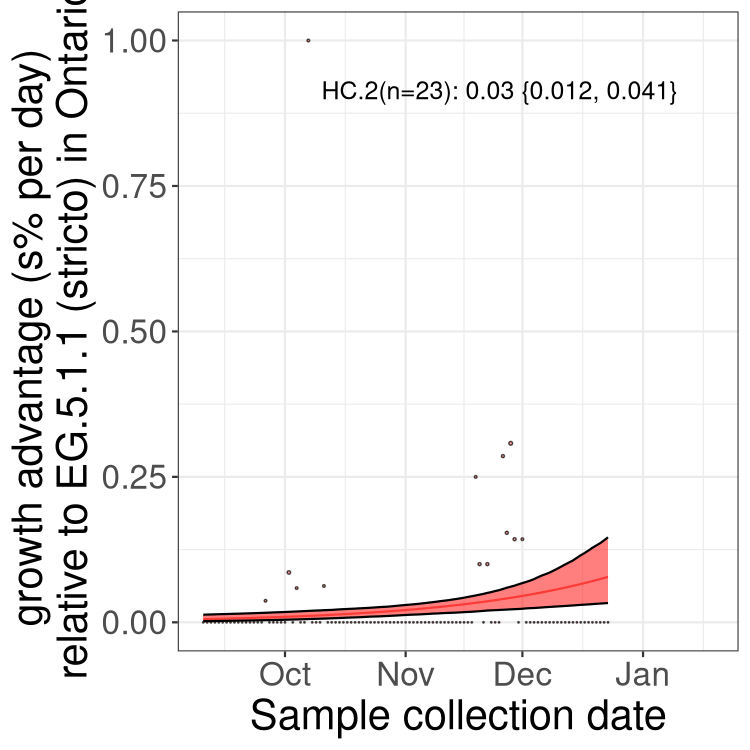 growth advantage (s% per day)
relative to EG.5.1.1 (stricto) in Ontario
1.00
0.75
0.50
0.25
0.00
HC.2(n=23): 0.03 {0.012, 0.041}
Oct Nov Dec Jan
Sample collection date